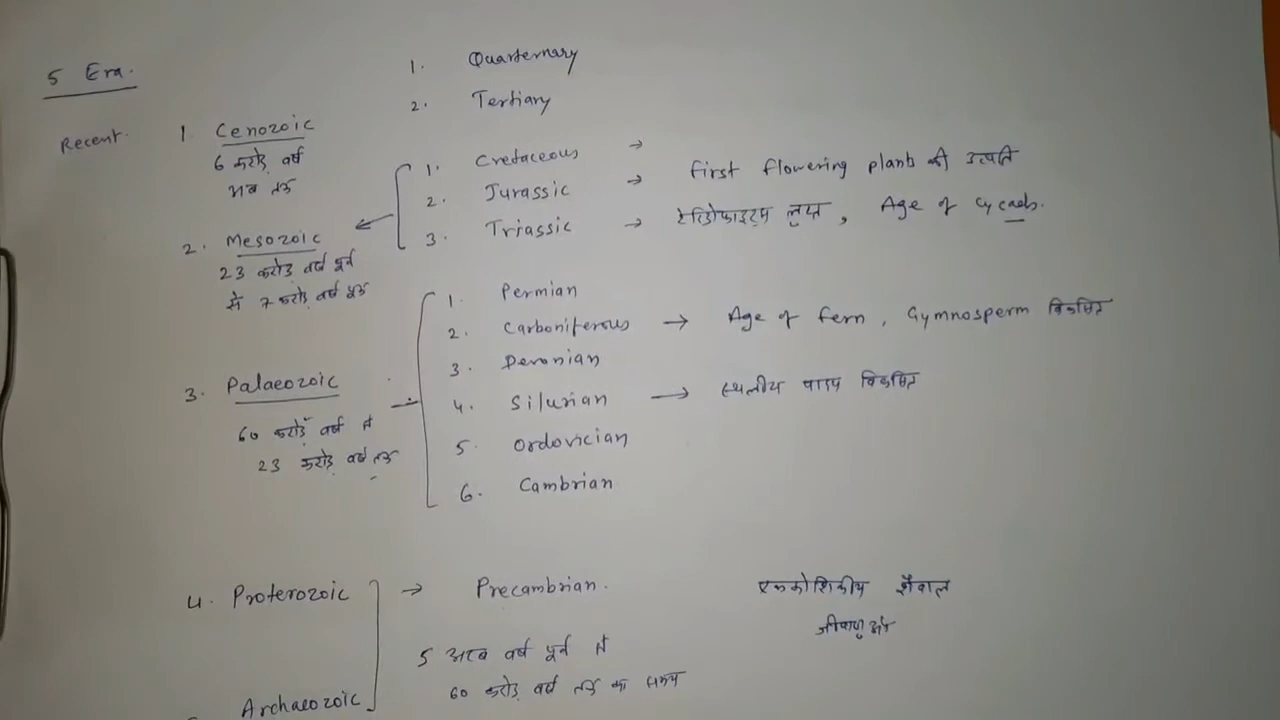 5 Era.
Recent.
1 Cenozoic
6 करोड़ वर्ष
अब तक
1. Quarternary
2. Tertiary
2. Mesozoic
23 करोड़ वर्ष पूर्व
से 7 करोड़ वर्ष पूर्व
1. Cretaceous →
2. Jurassic → first flowering plants की उत्पति
3. Triassic → टेरिडोफाइट्स लुप्त, Age of Cycads.
3. Palaeozoic
60 करोड़ वर्ष से
23 करोड़ वर्ष तक
1. Permian
2. Carboniferous → Age of fern, Gymnosperm विकसित
3. Devonian
4. Silurian → स्थलीय पादप विकसित
5. Ordovician
6. Cambrian
4. Proterozoic → Precambrian. एककोशिकीय शैवाल
जीवाणु
5 अरब वर्ष पूर्व से
60 करोड़ वर्ष तक का समय
Archaeozoic